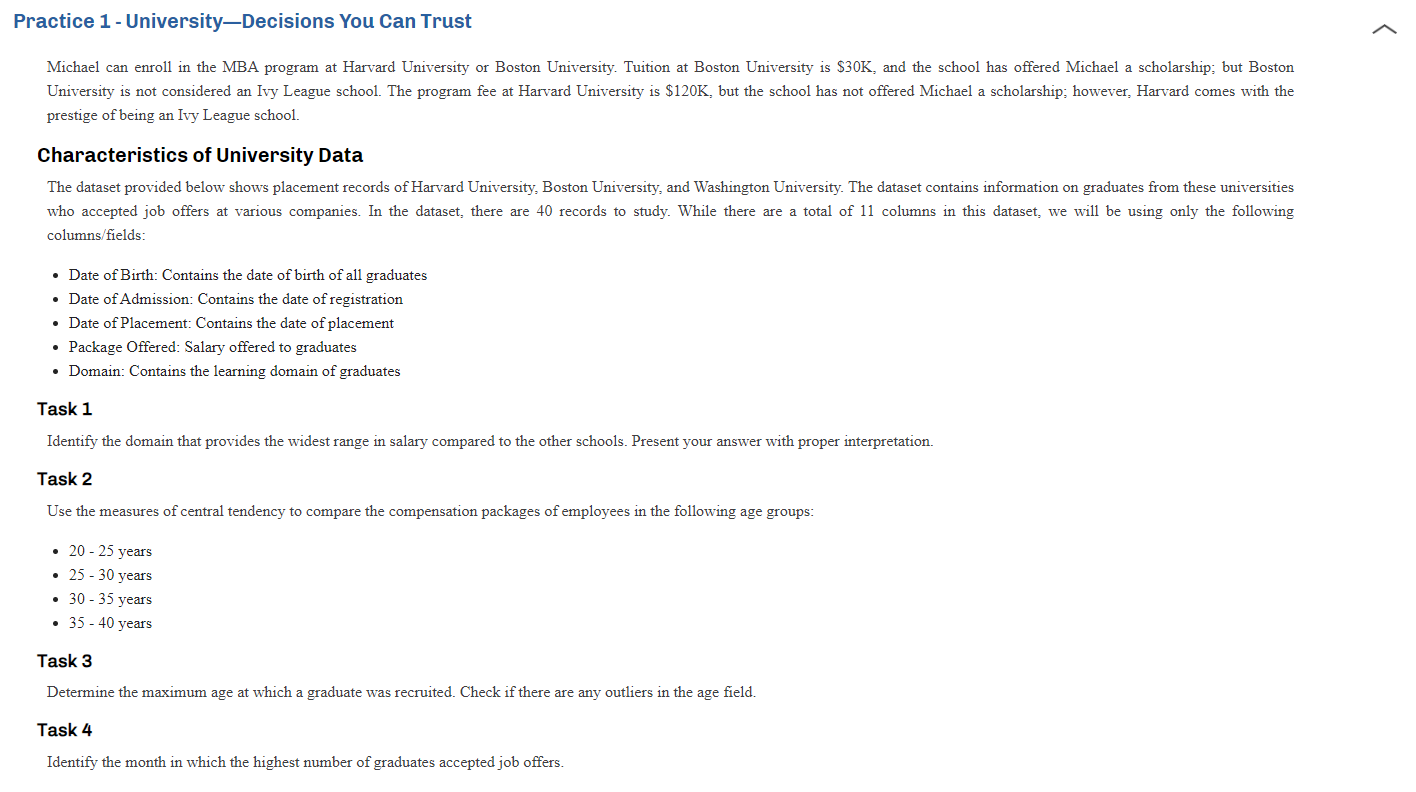 Practice 1 - University—Decisions You Can Trust
Michael can enroll in the MBA program at Harvard University or Boston University. Tuition at Boston University is $30K, and the school has offered Michael a scholarship; but Boston
University is not considered an Ivy League school. The program fee at Harvard University is $120K, but the school has not offered Michael a scholarship; however, Harvard comes with the
prestige of being an Ivy League school.
Characteristics of University Data
The dataset provided below shows placement records of Harvard University, Boston University, and Washington University. The dataset contains information on graduates from these universities
who accepted job offers at various companies. In the dataset, there are 40 records to study. While there are a total of 11 columns in this dataset, we will be using only the following
columns/fields:
• Date of Birth: Contains the date of birth of all graduates
• Date of Admission: Contains the date of registration
• Date of Placement: Contains the date of placement
• Package Offered: Salary offered to graduates
• Domain: Contains the learning domain of graduates
Task 1
Identify the domain that provides the widest range in salary compared to the other schools. Present your answer with proper interpretation.
Task 2
Use the measures of central tendency to compare the compensation packages of employees in the following age groups:
• 20 - 25 years
• 25 - 30 years
• 30 - 35 years
• 35 - 40 years
Task 3
Determine the maximum age at which a graduate was recruited. Check if there are any outliers in the age field.
Task 4
Identify the month in which the highest number of graduates accepted job offers.